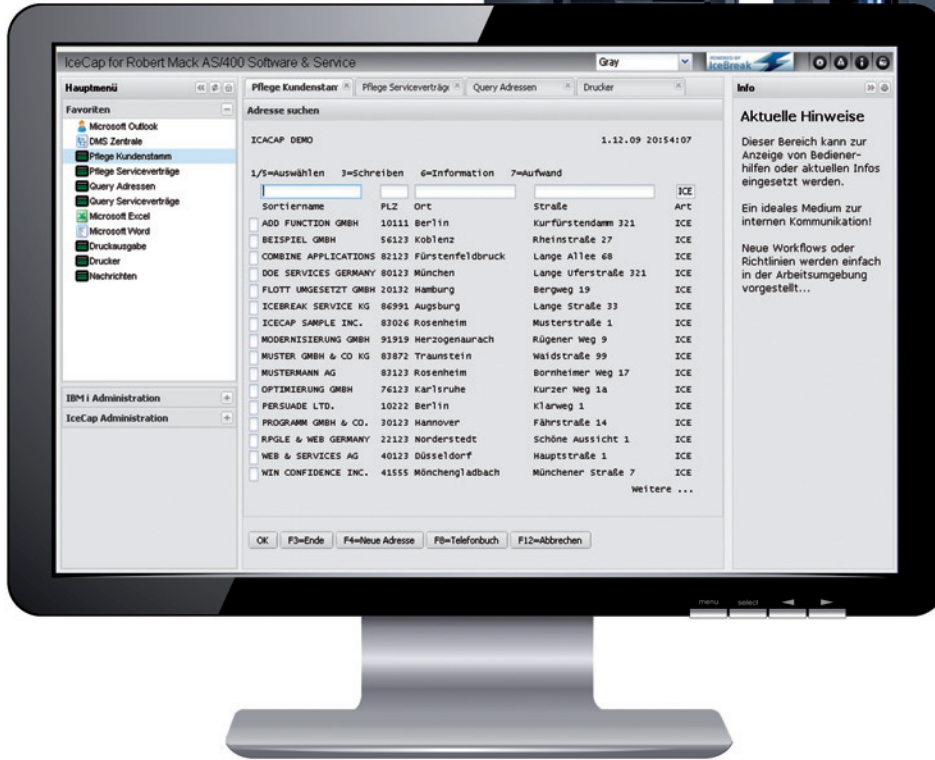 IceCap for Robert Mack AS/400 Software & Service
Gray
POWERED BY
IceBreak
Hauptmenü
Favoriten
Microsoft Outlook
DMS Zentrale
Pflege Kundenstamm
Pflege Serviceverträge
Query Adressen
Query Serviceverträge
Microsoft Excel
Microsoft Word
Druckausgabe
Drucker
Nachrichten
IBM i Administration
IceCap Administration
Pflege Kundenstam
Pflege Serviceverträg
Query Adressen
Drucker
Adresse suchen
ICACAP DEMO 1.12.09 20:54:07
1/5=Auswählen 3=Schreiben 6=Information 7=Aufwand
ICE
Sortiername PLZ Ort Straße Art
ADD FUNCTION GMBH 10111 Berlin Kurfürstendamm 321 ICE
BEISPIEL GMBH 56123 Koblenz Rheinstraße 27 ICE
COMBINE APPLICATIONS 82123 Fürstenfeldbruck Lange Allee 68 ICE
DOE SERVICES GERMANY 80123 München Lange Uferstraße 321 ICE
FLOTT UMGESETZT GMBH 20132 Hamburg Bergweg 19 ICE
ICEBREAK SERVICE KG 86991 Augsburg Lange Straße 33 ICE
ICECAP SAMPLE INC. 83026 Rosenheim Musterstraße 1 ICE
MODERNISIERUNG GMBH 91919 Herzogenaurach Rügener Weg 9 ICE
MUSTER GMBH & CO KG 83872 Traunstein Waidstraße 99 ICE
MUSTERMANN AG 83123 Rosenheim Bornheimer Weg 17 ICE
OPTIMIERUNG GMBH 76123 Karlsruhe Kurzer Weg 1a ICE
PERSUADE LTD. 10222 Berlin Klarweg 1 ICE
PROGRAMM GMBH & CO. 30123 Hannover Fährstraße 14 ICE
RPGLE & WEB GERMANY 22123 Norderstedt Schöne Aussicht 1 ICE
WEB & SERVICES AG 40123 Düsseldorf Hauptstraße 1 ICE
WIN CONFIDENCE INC. 41555 Mönchengladbach Münchener Straße 7 ICE
Weitere ...
OK F3=Ende F4=Neue Adresse F8=Telefonbuch F12=Abbrechen
Info
Aktuelle Hinweise
Dieser Bereich kann zur
Anzeige von Bediener-
hilfen oder aktuellen Infos
eingesetzt werden.
Ein ideales Medium zur
internen Kommunikation!
Neue Workflows oder
Richtlinien werden einfach
in der Arbeitsumgebung
vorgestellt...
menu select